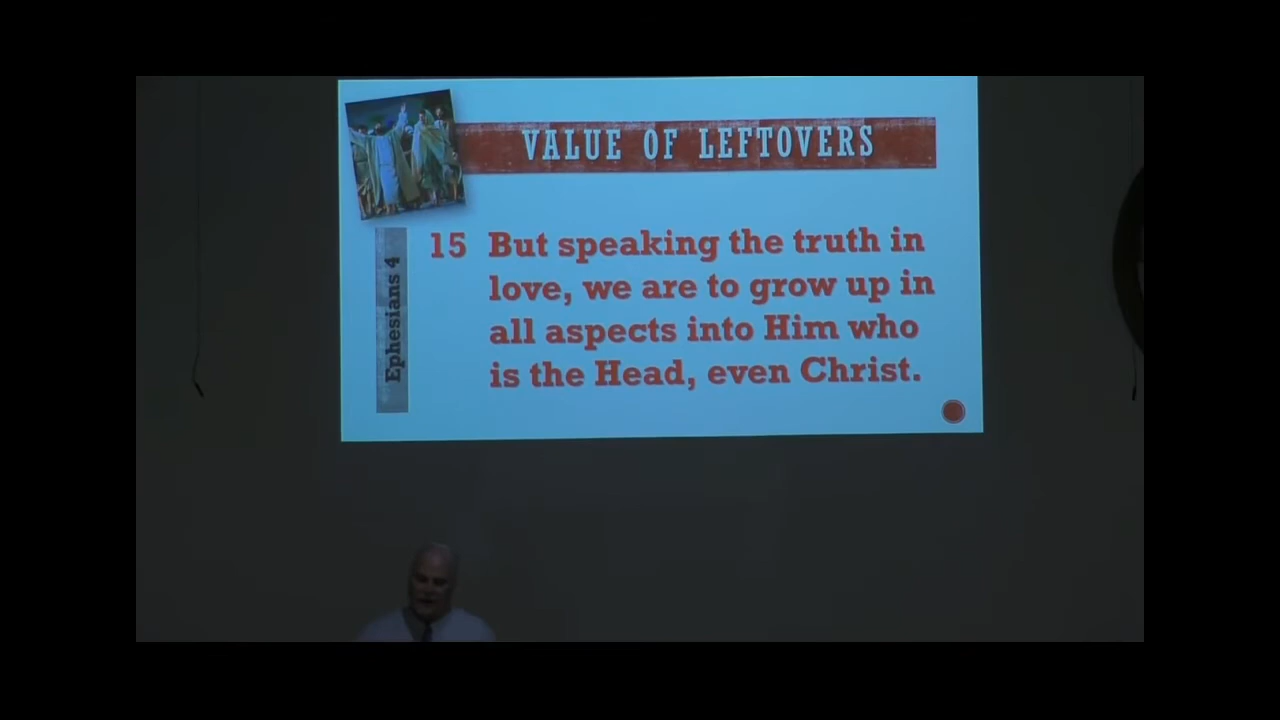 VALUE OF LEFTOVERS
Ephesians 4
15 But speaking the truth in
love, we are to grow up in
all aspects into Him who
is the Head, even Christ.